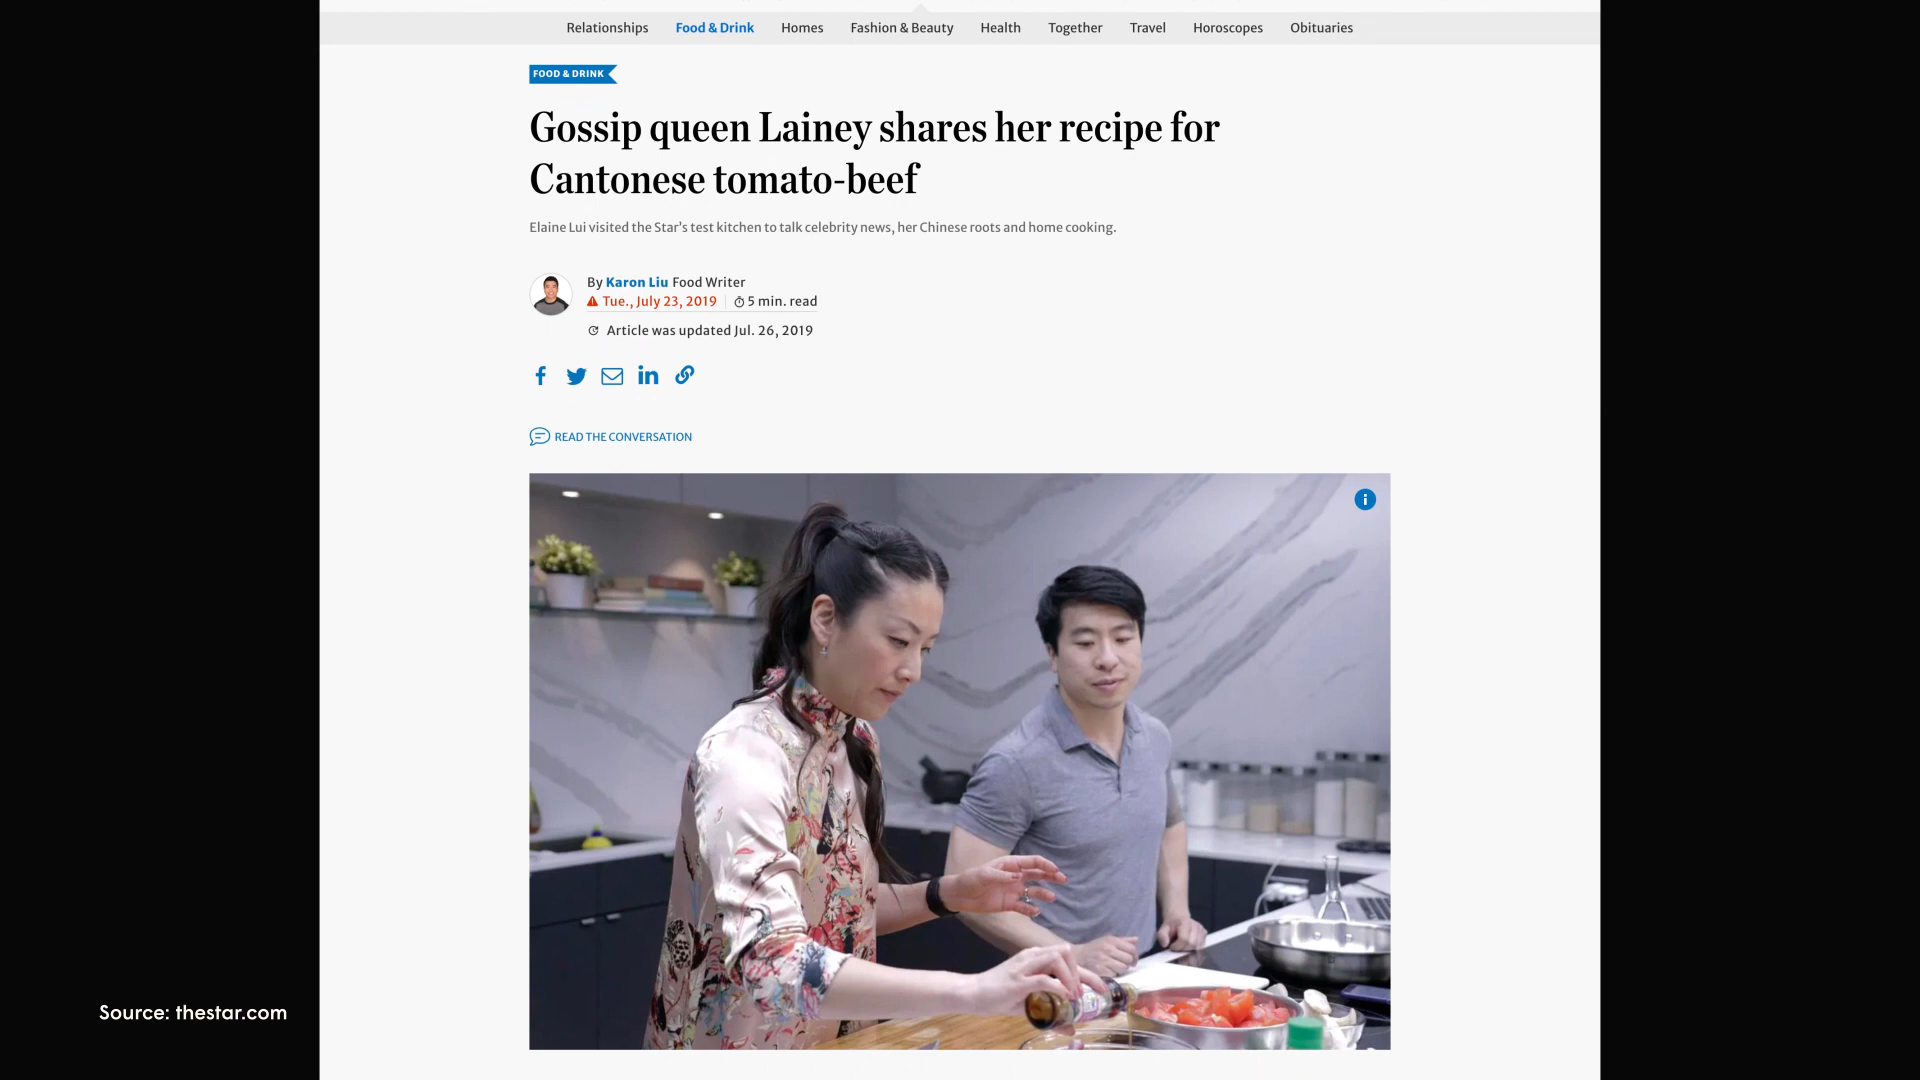 Relationships Food & Drink Homes Fashion & Beauty Health Together Travel Horoscopes Obituaries
FOOD & DRINK
Gossip queen Lainey shares her recipe for
Cantonese tomato-beef
Elaine Lui visited the Star’s test kitchen to talk celebrity news, her Chinese roots and home cooking.
By Karon Liu Food Writer
Tue., July 23, 2019 5 min. read
Article was updated Jul. 26, 2019
READ THE CONVERSATION
Source: thestar.com